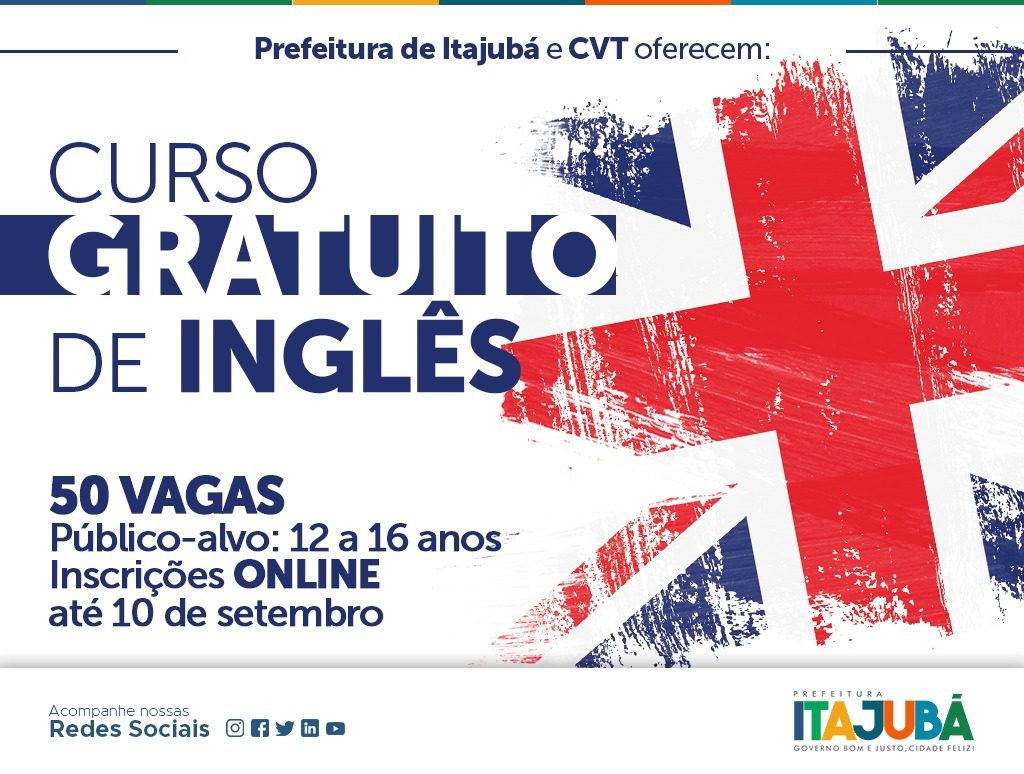 Prefeitura de Itajubá e CVT oferecem:
CURSO
GRATUITO
DE INGLÊS
50 VAGAS
Público-alvo: 12 a 16 anos
Inscrições ONLINE
até 10 de setembro
Acompanhe nossas
Redes Sociais
PREFEITURA
ITAJUBÁ
GOVERNO BOM E JUSTO, CIDADE FELIZ!